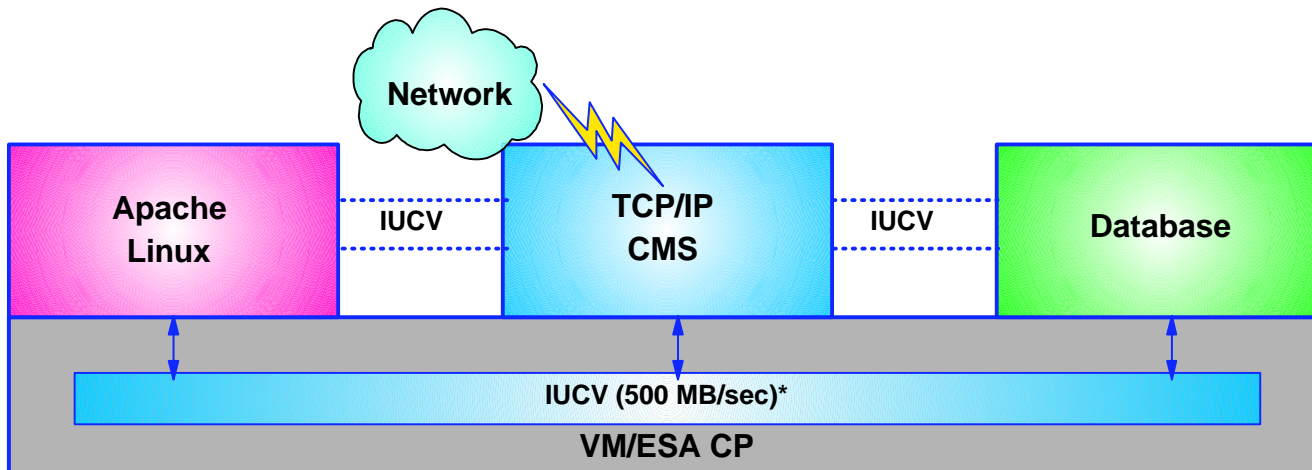 Network
Apache
Linux
IUCV
TCP/IP
CMS
IUCV
Database
IUCV (500 MB/sec)*
VM/ESA CP